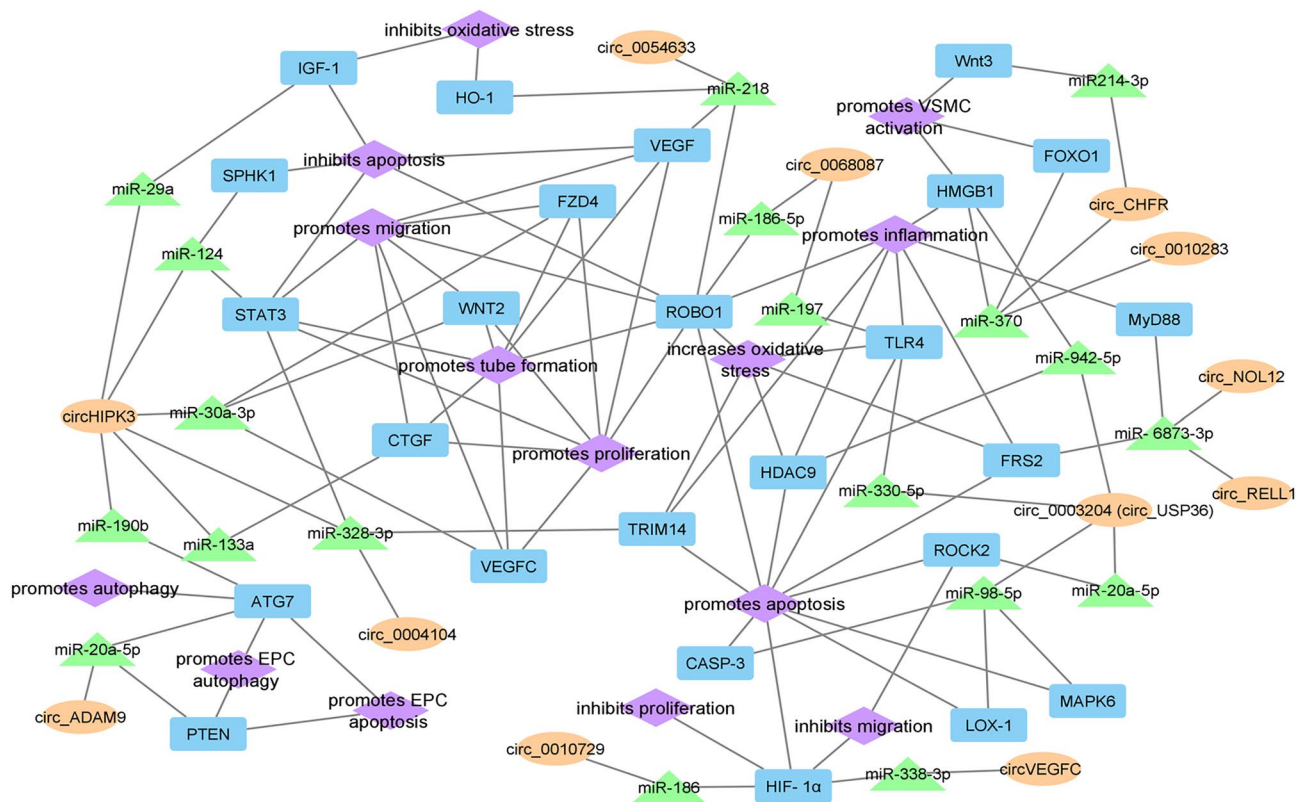 inhibits oxidative stress
circ_0054633
Wnt3
IGF-1
miR214-3p
HO-1
miR-218
promotes VSMC
activation
VEGF
inhibits apoptosis
FOXO1
circ_0068087
SPHK1
miR-29a
HMGB1
FZD4
circ_CHFR
miR-186-5p
promotes migration
promotes inflammation
circ_0010283
miR-124
STAT3
WNT2
ROBO1
miR-197
miR-370
MyD88
TLR4
increases oxidative
stress
miR-942-5p
promotes tube formation
circ_NOL12
circHIPK3
miR-30a-3p
CTGF
miR- 6873-3p
promotes proliferation
HDAC9
FRS2
miR-330-5p
circ_RELL1
circ_0003204 (circ_USP36)
miR-190b
TRIM14
miR-133a
miR-328-3p
VEGFC
ROCK2
promotes autophagy
ATG7
miR-98-5p
miR-20a-5p
promotes apoptosis
circ_0004104
miR-20a-5p
promotes EPC
autophagy
CASP-3
promotes EPC
apoptosis
MAPK6
circ_ADAM9
inhibits proliferation
PTEN
inhibits migration
LOX-1
circ_0010729
circVEGFC
miR-338-3p
miR-186
HIF- 1α